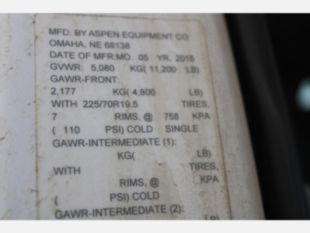 MFD. BY ASPEN EQUIPMENT CO
OMAHA, NE 68138
DATE OF MFR:MO. 05 YR. 2015
GVWR: 5,080 KG( 11,200 LB)
GAWR-FRONT:
2,177 KG( 4,800 LB)
WITH 225/70R19.5 TIRES,
7 RIMS, @ 758 KPA
( 110 PSI) COLD SINGLE
GAWR-INTERMEDIATE (1):
KG( LB)
WITH TIRES,
RIMS, @ KPA
( PSI) COLD
GAWR-INTERMEDIATE (2):
LB)